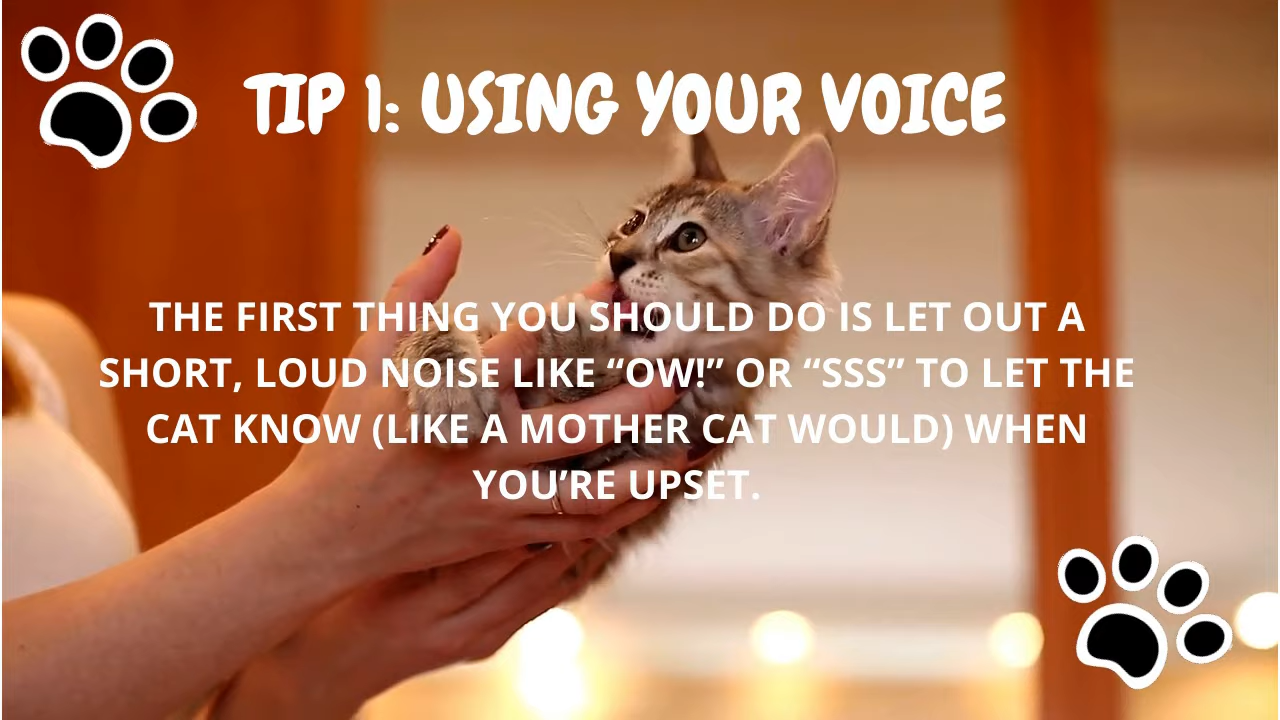 TIP 1: USING YOUR VOICE
THE FIRST THING YOU SHOULD DO IS LET OUT A
SHORT, LOUD NOISE LIKE “OW!” OR “SSS” TO LET THE
CAT KNOW (LIKE A MOTHER CAT WOULD) WHEN
YOU’RE UPSET.